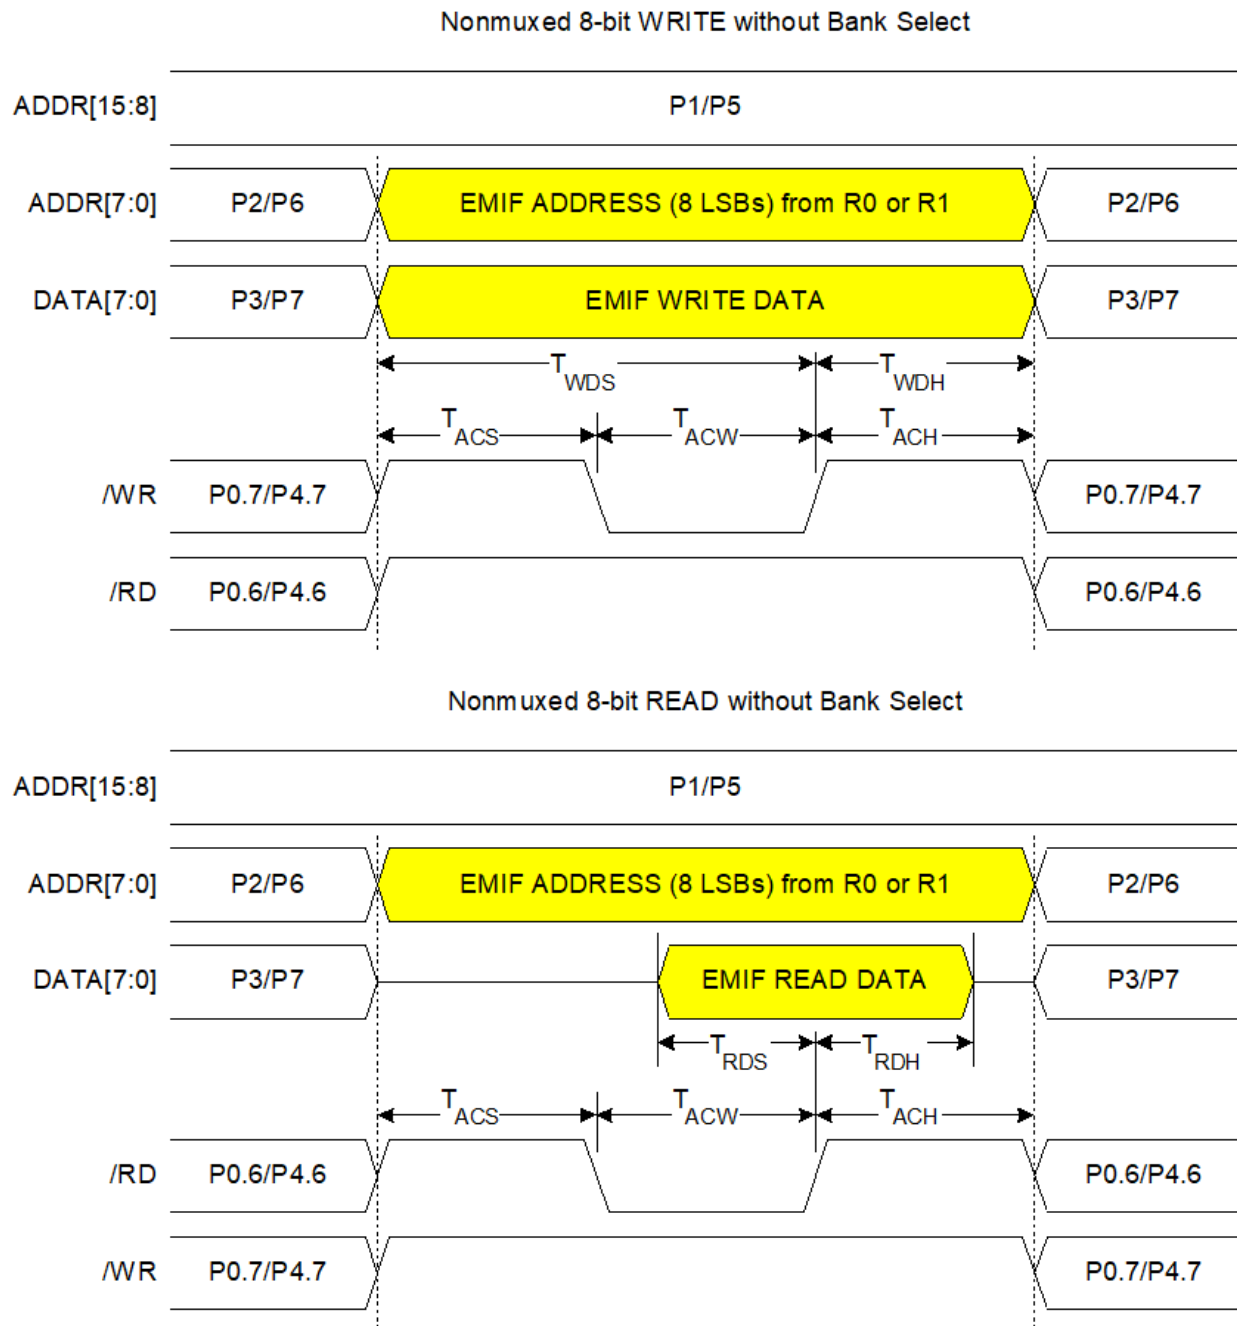 Nonmuxed 8-bit WRITE without Bank Select
ADDR[15:8] P1/P5
ADDR[7:0] P2/P6 EMIF ADDRESS (8 LSBs) from R0 or R1 P2/P6
DATA[7:0] P3/P7 EMIF WRITE DATA P3/P7
TWDS TWDH
TACS TACW TACH
/WR P0.7/P4.7 P0.7/P4.7
/RD P0.6/P4.6 P0.6/P4.6
Nonmuxed 8-bit READ without Bank Select
ADDR[15:8] P1/P5
ADDR[7:0] P2/P6 EMIF ADDRESS (8 LSBs) from R0 or R1 P2/P6
DATA[7:0] P3/P7 EMIF READ DATA P3/P7
TRDS TRDH
TACS TACW TACH
/RD P0.6/P4.6 P0.6/P4.6
/WR P0.7/P4.7 P0.7/P4.7